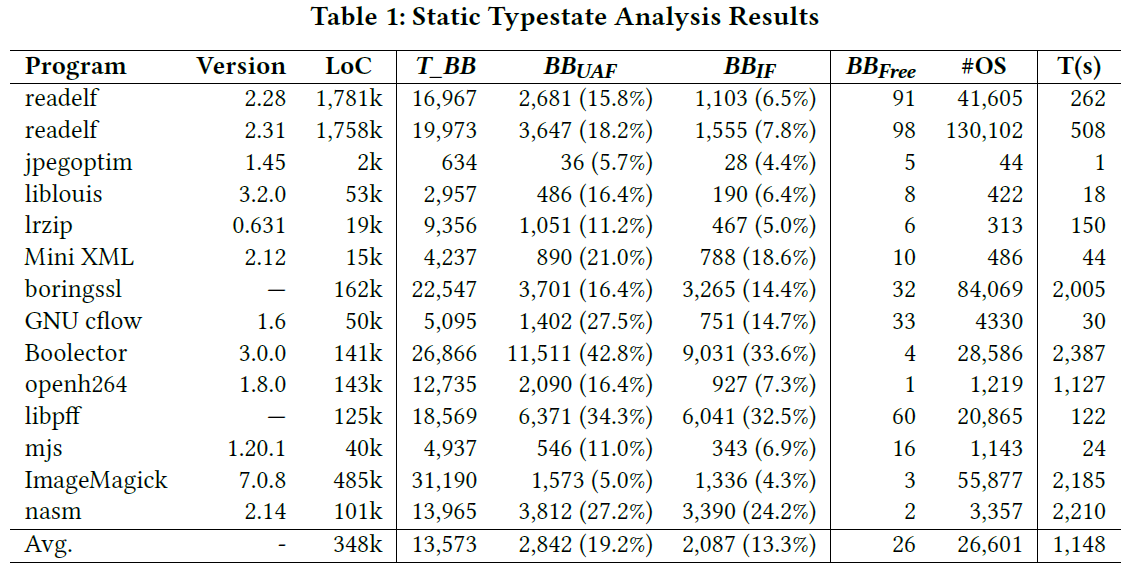 Table 1: Static Typestate Analysis Results
Program Version LoC T_BB BB_UAF BB_IF BB_Free #OS T(s)
readelf 2.28 1,781k 16,967 2,681 (15.8%) 1,103 (6.5%) 91 41,605 262
readelf 2.31 1,758k 19,973 3,647 (18.2%) 1,555 (7.8%) 98 130,102 508
jpegoptim 1.45 2k 634 36 (5.7%) 28 (4.4%) 5 44 1
liblouis 3.2.0 53k 2,957 486 (16.4%) 190 (6.4%) 8 422 18
lrzip 0.631 19k 9,356 1,051 (11.2%) 467 (5.0%) 6 313 150
Mini XML 2.12 15k 4,237 890 (21.0%) 788 (18.6%) 10 486 44
boringssl — 162k 22,547 3,701 (16.4%) 3,265 (14.4%) 32 84,069 2,005
GNU cflow 1.6 50k 5,095 1,402 (27.5%) 751 (14.7%) 33 4330 30
Boolector 3.0.0 141k 26,866 11,511 (42.8%) 9,031 (33.6%) 4 28,586 2,387
openh264 1.8.0 143k 12,735 2,090 (16.4%) 927 (7.3%) 1 1,219 1,127
libpff — 125k 18,569 6,371 (34.3%) 6,041 (32.5%) 60 20,865 122
mjs 1.20.1 40k 4,937 546 (11.0%) 343 (6.9%) 16 1,143 24
ImageMagick 7.0.8 485k 31,190 1,573 (5.0%) 1,336 (4.3%) 3 55,877 2,185
nasm 2.14 101k 13,965 3,812 (27.2%) 3,390 (24.2%) 2 3,357 2,210
Avg. - 348k 13,573 2,842 (19.2%) 2,087 (13.3%) 26 26,601 1,148